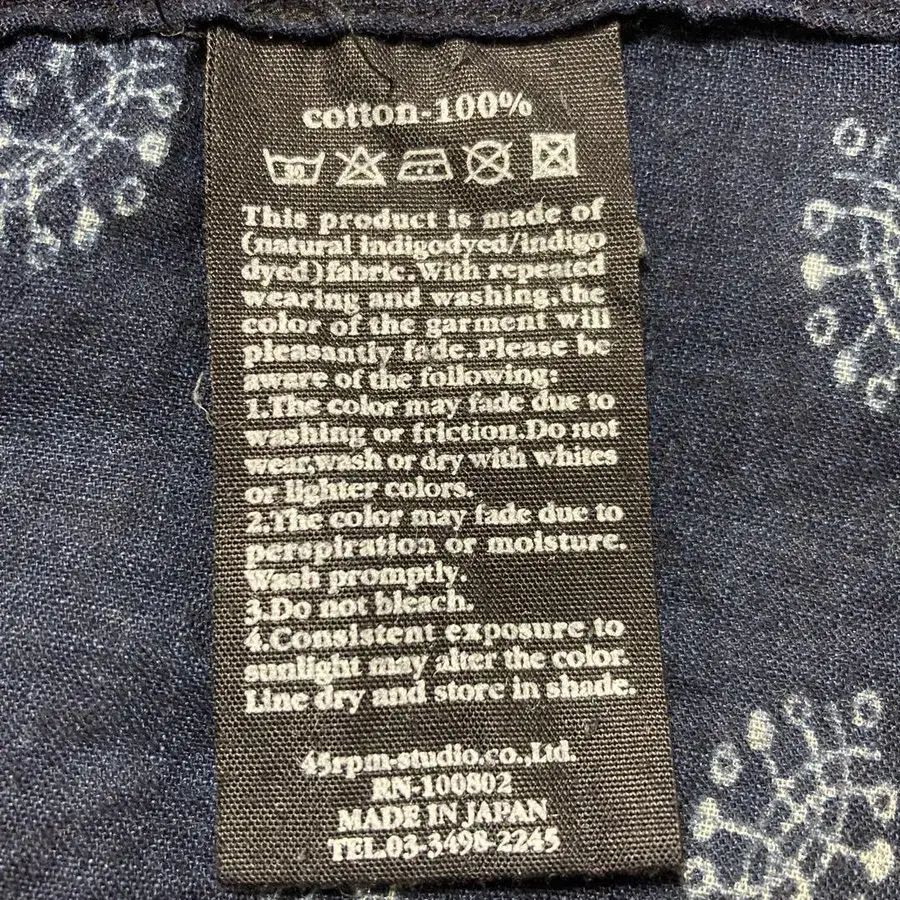 cotton-100%
30
This product is made of
(natural indigodyed/indigo
dyed)fabric.With repeated
wearing and washing,the
color of the garment will
pleasantly fade.Please be
aware of the following:
1.The color may fade due to
washing or friction.Do not
wear,wash or dry with whites
or lighter colors.
2.The color may fade due to
perspiration or moisture.
Wash promptly.
3.Do not bleach.
4.Consistent exposure to
sunlight may alter the color.
Line dry and store in shade.
45rpm-studio.co.,Ltd.
RN-100802
MADE IN JAPAN
TEL.03-3498-2245